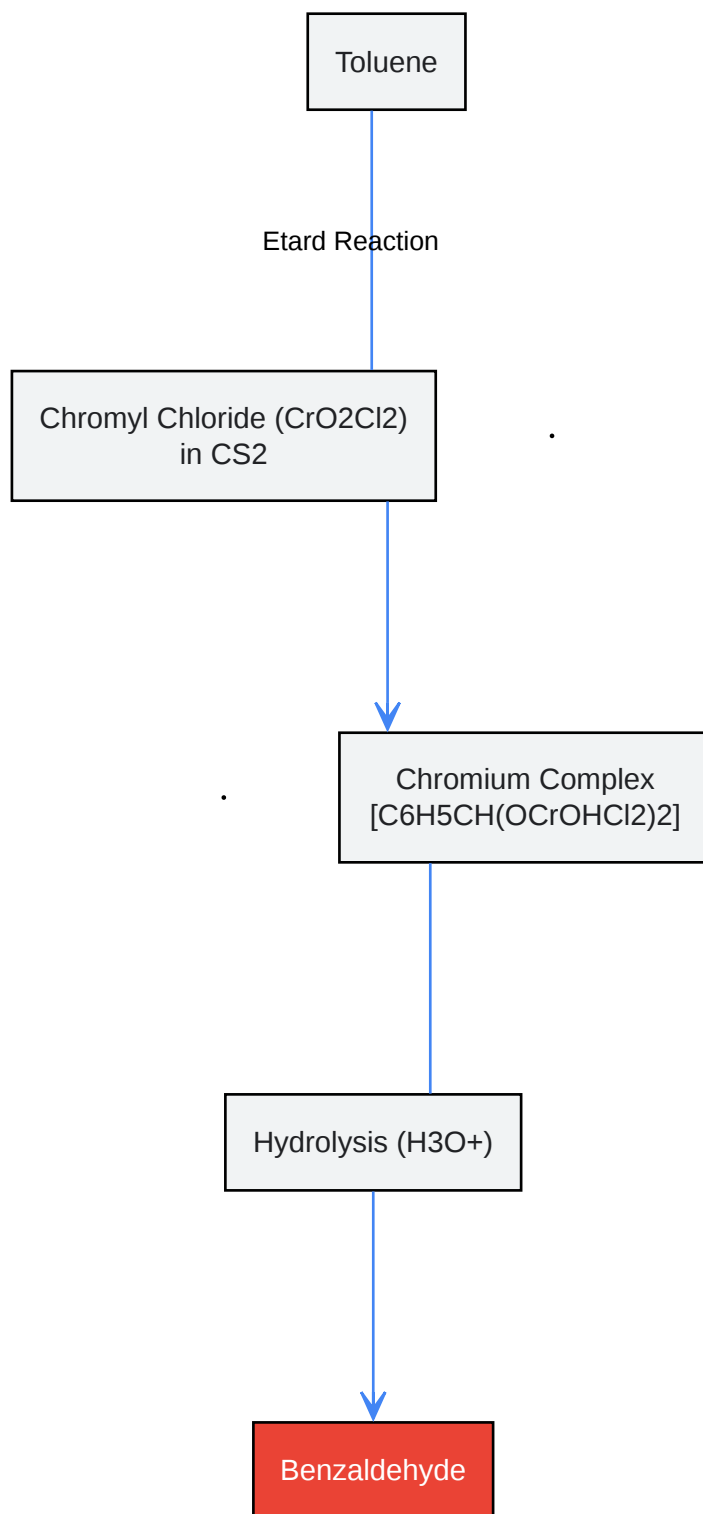 Toluene
Etard Reaction
Chromyl Chloride (CrO2Cl2)
in CS2
Chromium Complex
[C6H5CH(OCrOHCl2)2]
Hydrolysis (H3O+)
Benzaldehyde